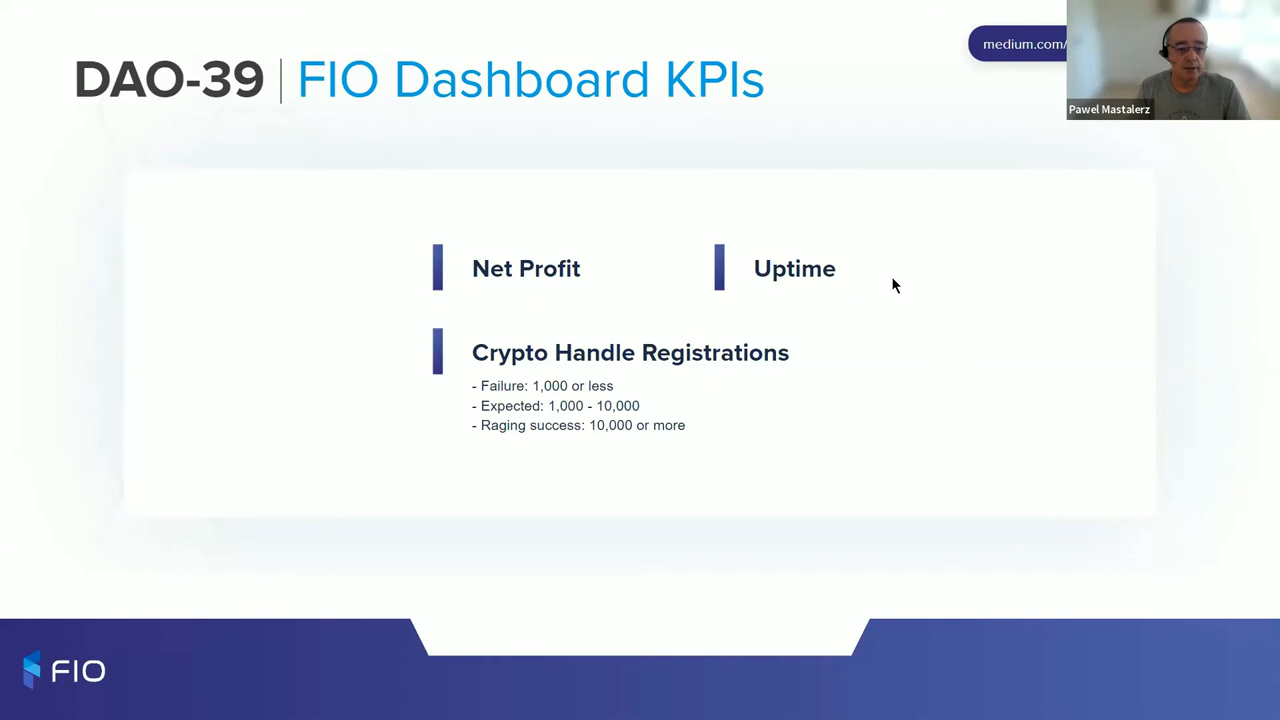 medium.com/
DAO-39 | FIO Dashboard KPIs
Pawel Mastalerz
Net Profit
Uptime
Crypto Handle Registrations
- Failure: 1,000 or less
- Expected: 1,000 - 10,000
- Raging success: 10,000 or more
FIO